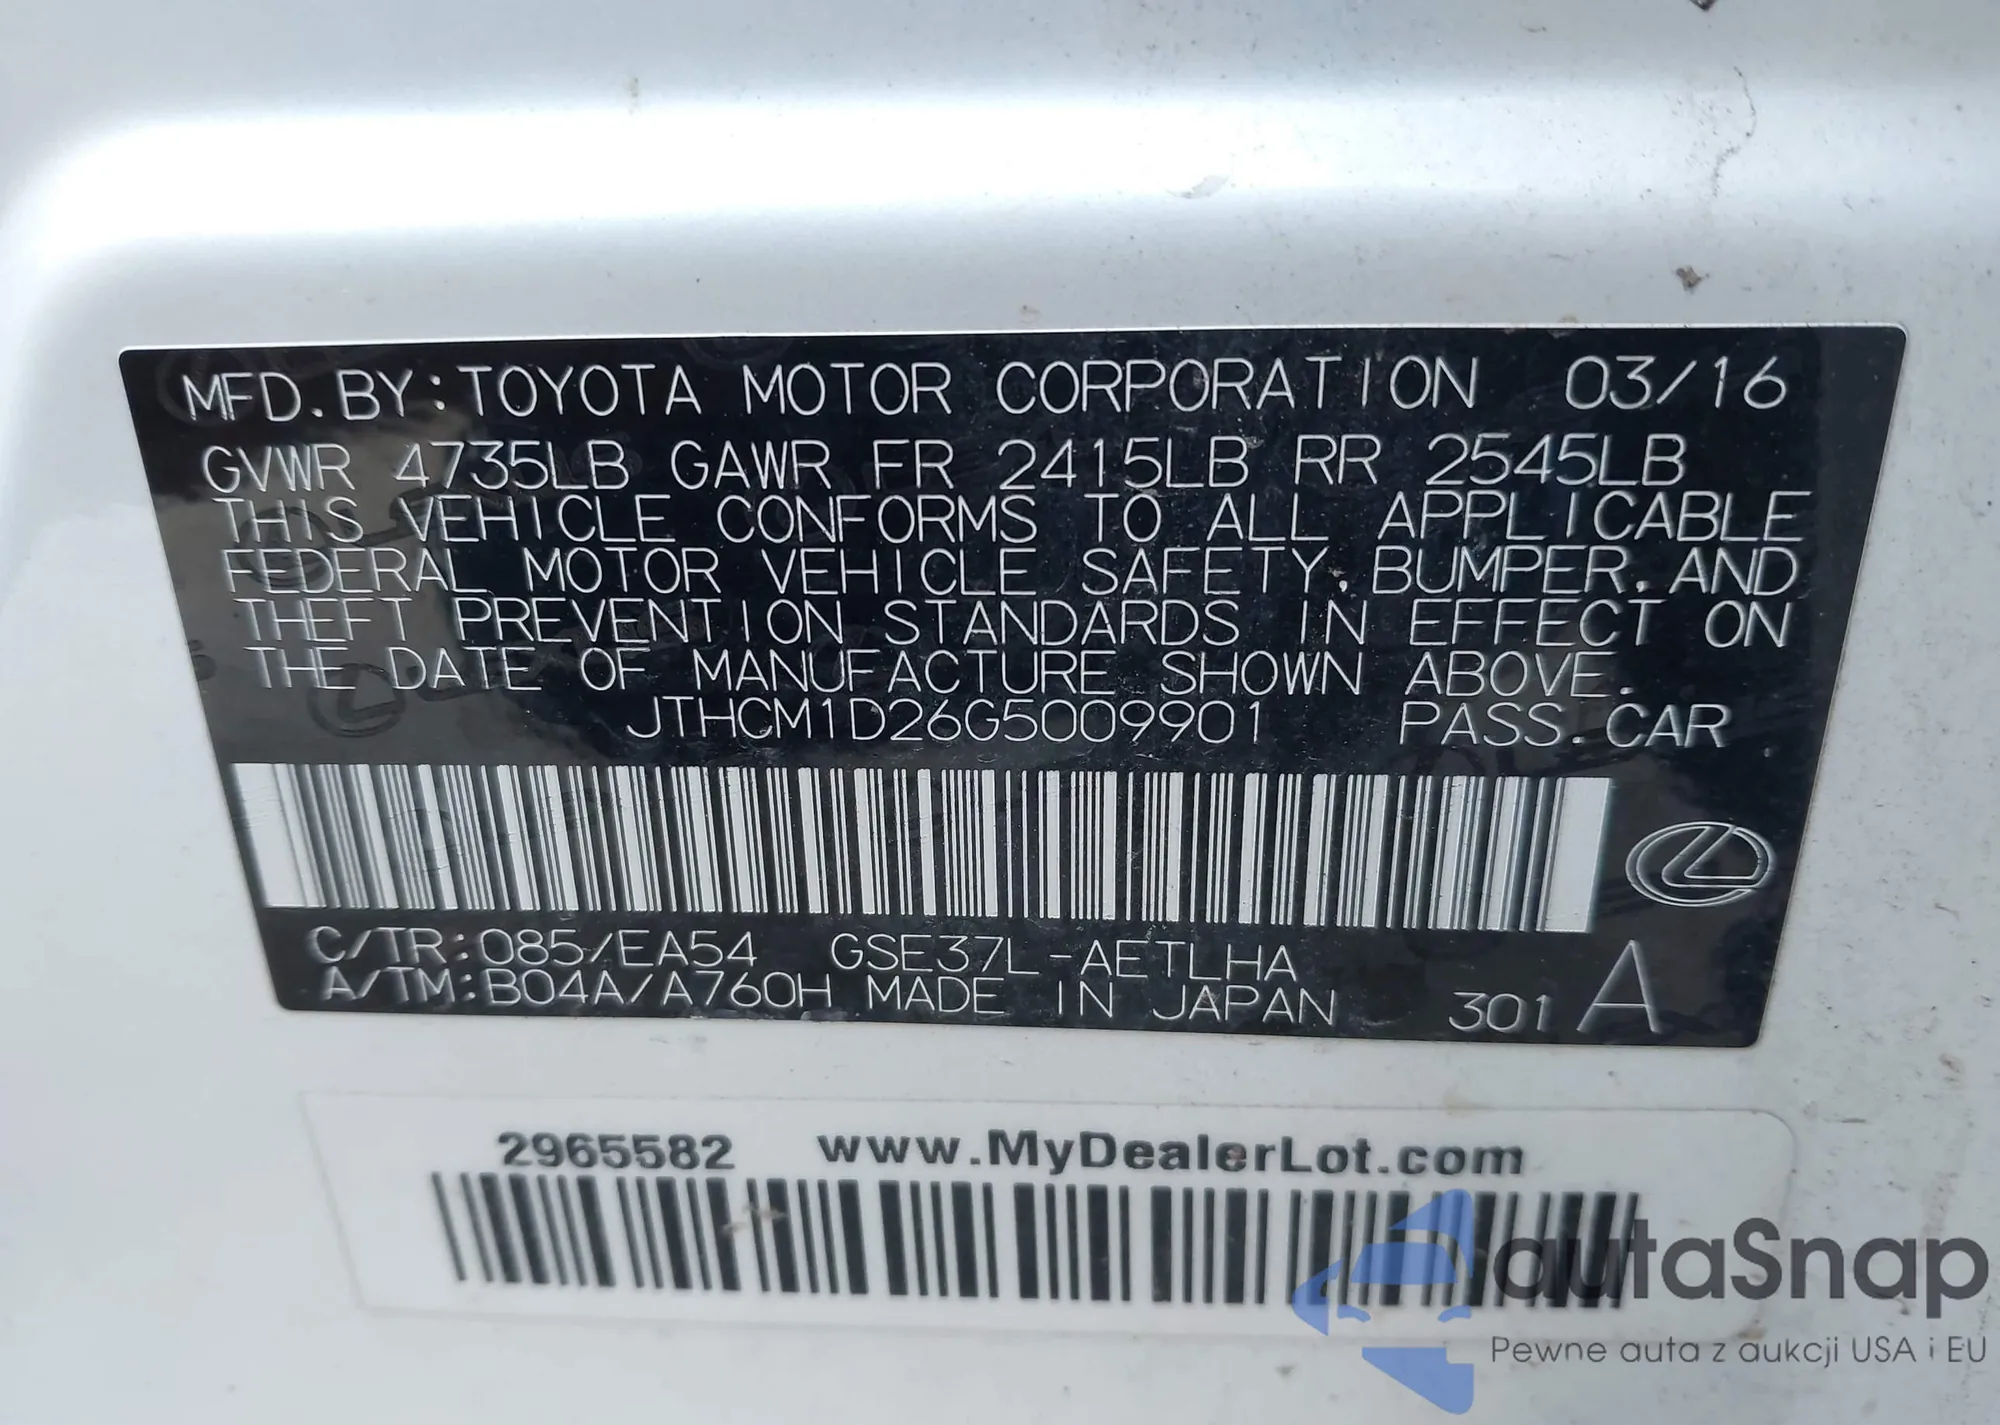 MFD. BY: TOYOTA MOTOR CORPORATION 03/16
GVWR 4735LB GAWR FR 2415LB RR 2545LB
THIS VEHICLE CONFORMS TO ALL APPLICABLE
FEDERAL MOTOR VEHICLE SAFETY, BUMPER, AND
THEFT PREVENTION STANDARDS IN EFFECT ON
THE DATE OF MANUFACTURE SHOWN ABOVE.
JTHCM1D26G5009901 PASS. CAR
C/TR: 085/EA54 GSE37L-AETLHA
A/TM: B04A/A760H MADE IN JAPAN 301 A
2965582 www.MyDealerLot.com
autaSnap
Pewne auta z aukcji USA i EU